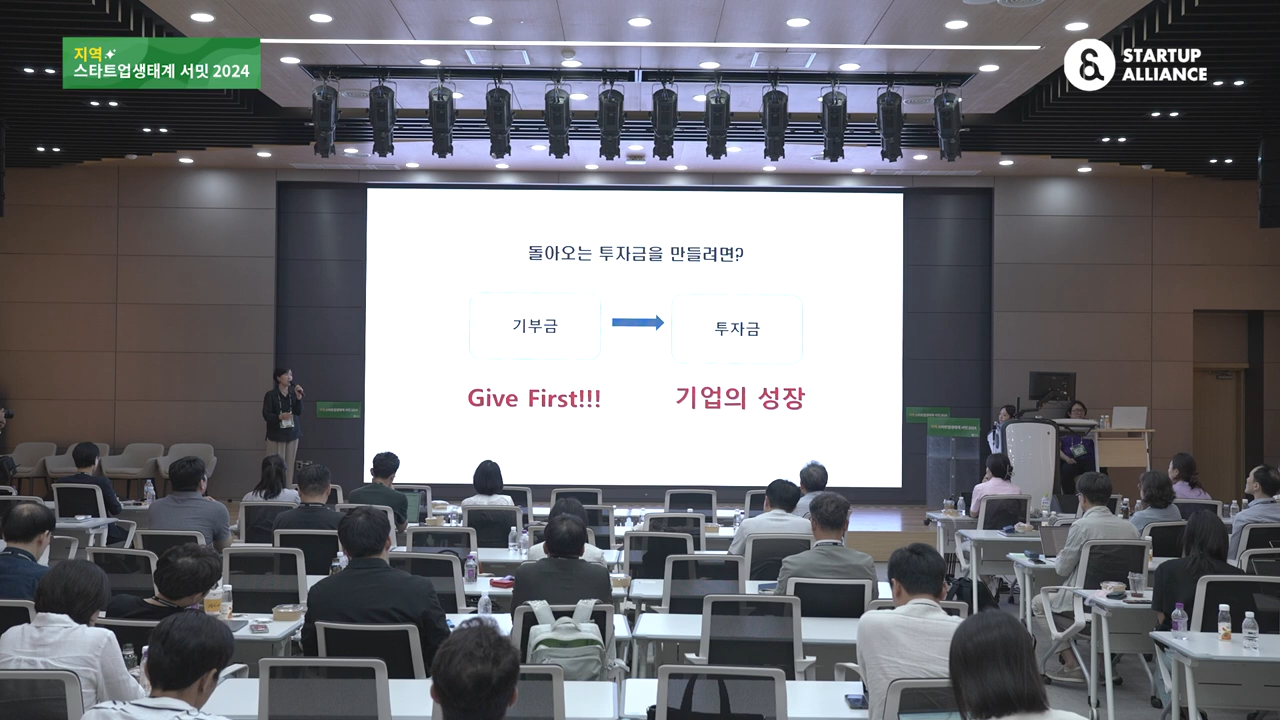 지역
스타트업생태계 서밋 2024
STARTUP
ALLIANCE
돌아오는 투자금을 만들려면?
기부금
투자금
Give First!!!
기업의 성장